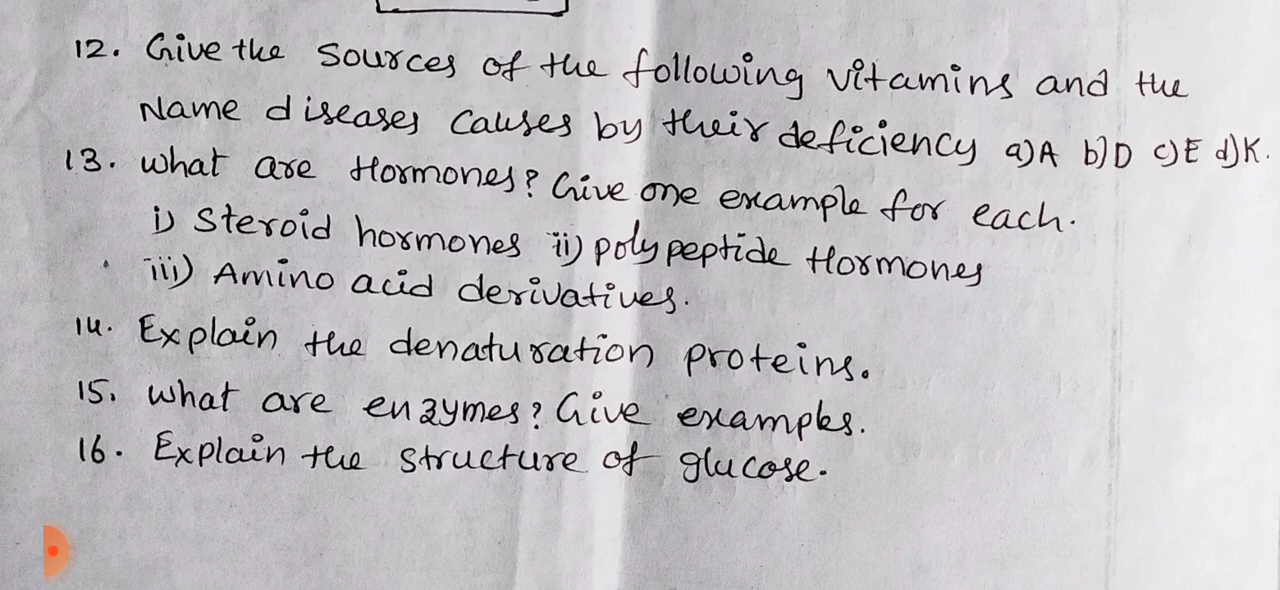 12. Give the sources of the following vitamins and the
Name diseases causes by their deficiency a)A b)D c)E d)K.
13. what are Hormones? Give one example for each.
i) Steroid hormones ii) polypeptide Hormones
iii) Amino acid derivatives.
14. Explain the denaturation proteins.
15. what are enzymes? Give examples.
16. Explain the structure of glucose.